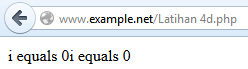 www.example.net/Latihan 4d.php
i equals 0i equals 0